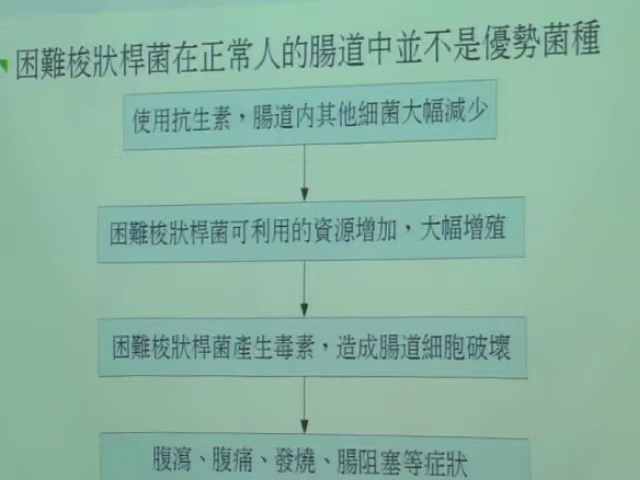 困難梭狀桿菌在正常人的腸道中並不是優勢菌種
使用抗生素，腸道內其他細菌大幅減少
困難梭狀桿菌可利用的資源增加，大幅增殖
困難梭狀桿菌產生毒素，造成腸道細胞破壞
腹瀉、腹痛、發燒、腸阻塞等症狀